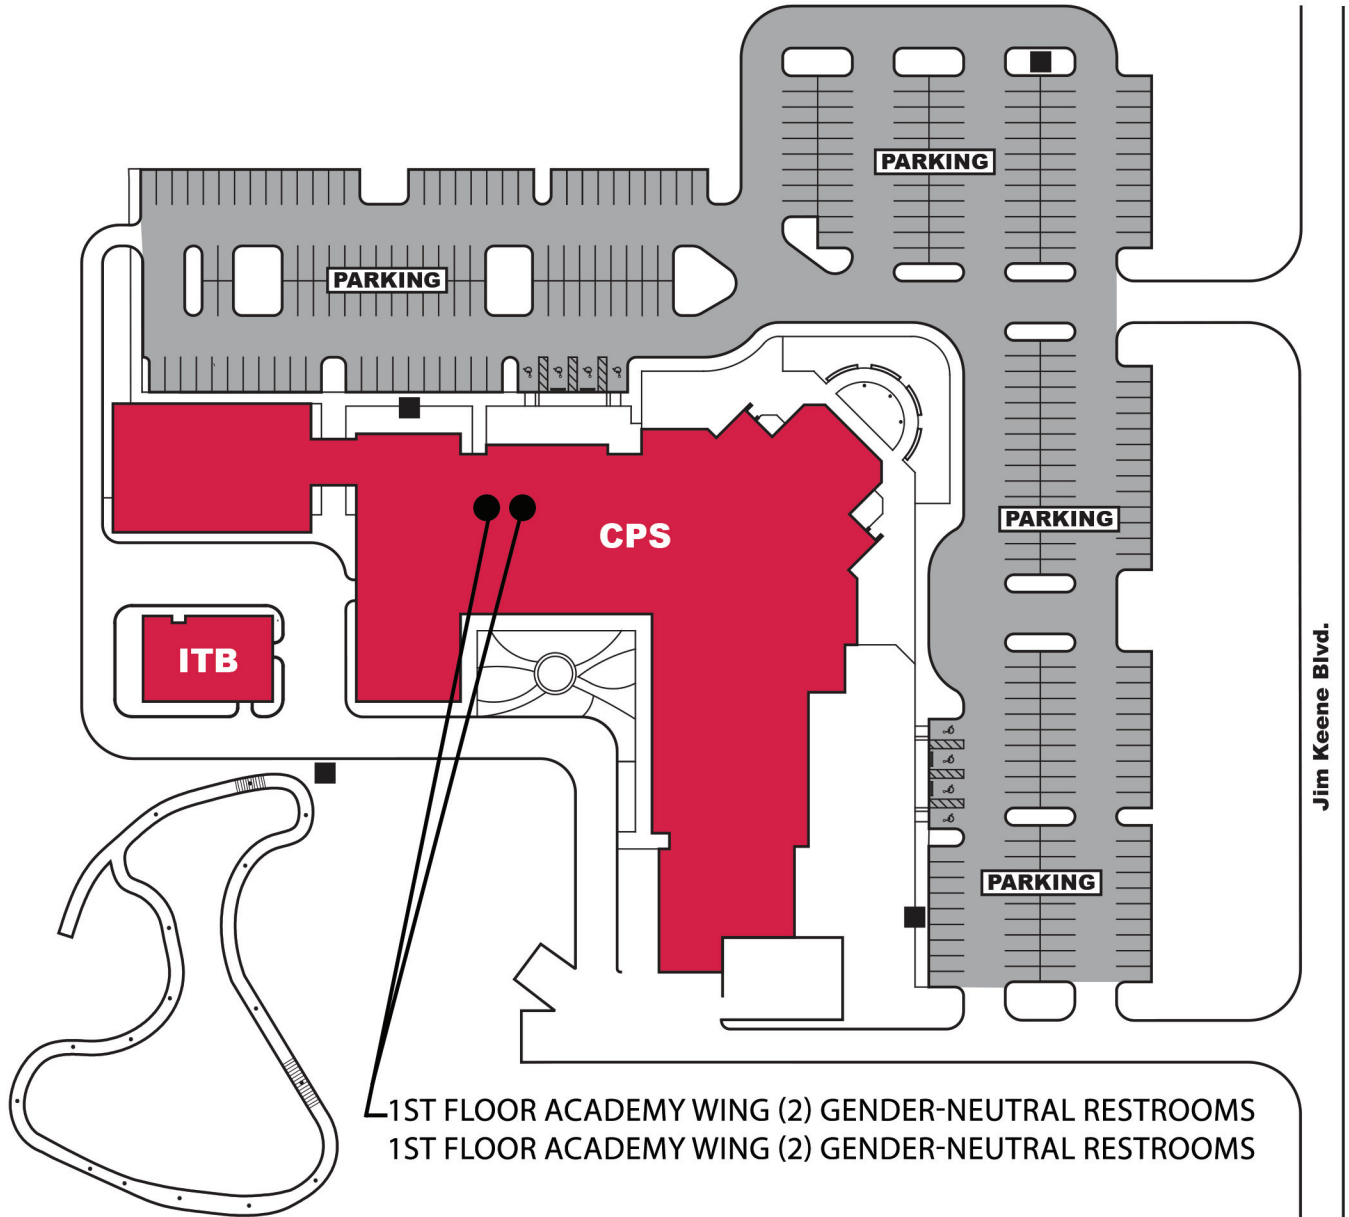 PARKING
PARKING
CPS
PARKING
ITB
Jim Keene Blvd.
PARKING
1ST FLOOR ACADEMY WING (2) GENDER-NEUTRAL RESTROOMS
1ST FLOOR ACADEMY WING (2) GENDER-NEUTRAL RESTROOMS